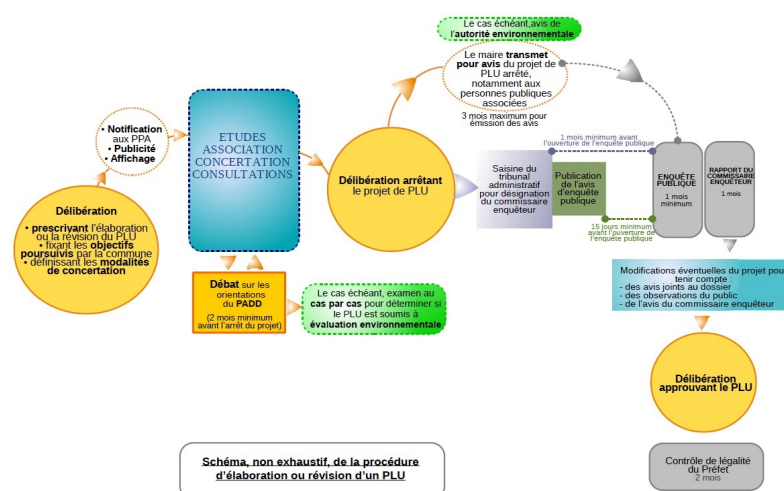 Délibération
• prescrivant l'élaboration
ou la révision du PLU
• fixant les objectifs
poursuivis par la commune
• définissant les modalités
de concertation
• Notification
aux PPA
• Publicité
• Affichage
ETUDES
ASSOCIATION
CONCERTATION
CONSULTATIONS
Débat sur les
orientations
du PADD
(2 mois minimum
avant l'arrêt du projet)
Le cas échéant, examen au
cas par cas pour déterminer si
le PLU est soumis à
évaluation environnementale
Délibération arrêtant
le projet de PLU
Le cas échéant,avis de
l'autorité environnementale
Le maire transmet
pour avis du projet de
PLU arrêté,
notamment aux
personnes publiques
associées
3 mois maximum pour
émission des avis
1 mois minimum avant
l'ouverture de l'enquête publique
Saisine du
tribunal
administratif
pour désignation
du commissaire
enquêteur
Publication
de l'avis
d'enquête
publique
15 jours minimum
avant l'ouverture de
l'enquête publique
ENQUÊTE
PUBLIQUE
1 mois
minimum
RAPPORT DU
COMMISSAIRE
ENQUÊTEUR
1 mois
Modifications éventuelles du projet pour
tenir compte :
- des avis joints au dossier
- des observations du public
- de l'avis du commissaire enquêteur
Délibération
approuvant le PLU
Contrôle de légalité
du Préfet
2 mois
Schéma, non exhaustif, de la procédure
d'élaboration ou révision d'un PLU